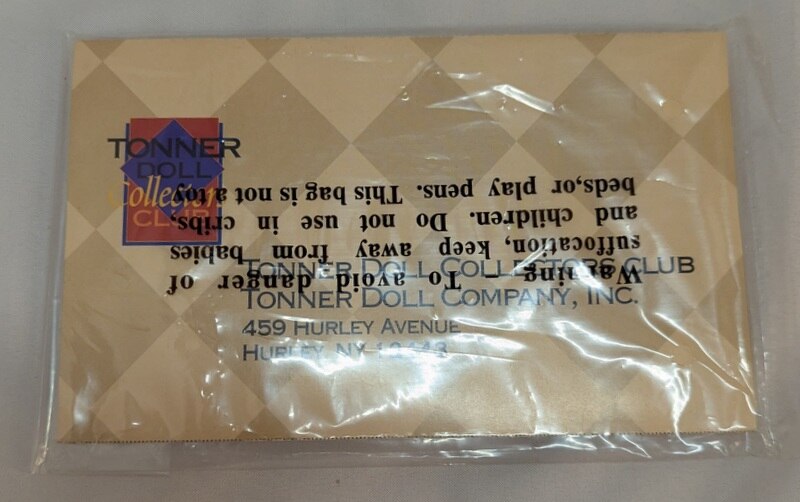 TONNER
DOLL
Collectors
CLUB
TONNER DOLL COLLECTORS CLUB
TONNER DOLL COMPANY, INC.
459 HURLEY AVENUE
HURLEY, NY 12443
Warning — To avoid danger of
suffocation, keep away from babies
and children. Do not use in cribs,
beds,or play pens. This bag is not a toy